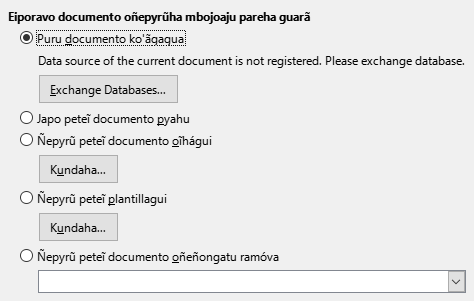 Eiporavo documento oñepyrũha mbojoaju pareha guarã
Puru documento ko'ãgagua
Data source of the current document is not registered. Please exchange database.
Exchange Databases...
Japo peteĩ documento pyahu
Ñepyrũ peteĩ documento oĩhágui
Kundaha...
Ñepyrũ peteĩ plantillagui
Kundaha...
Ñepyrũ peteĩ documento oñeñongatu ramóva